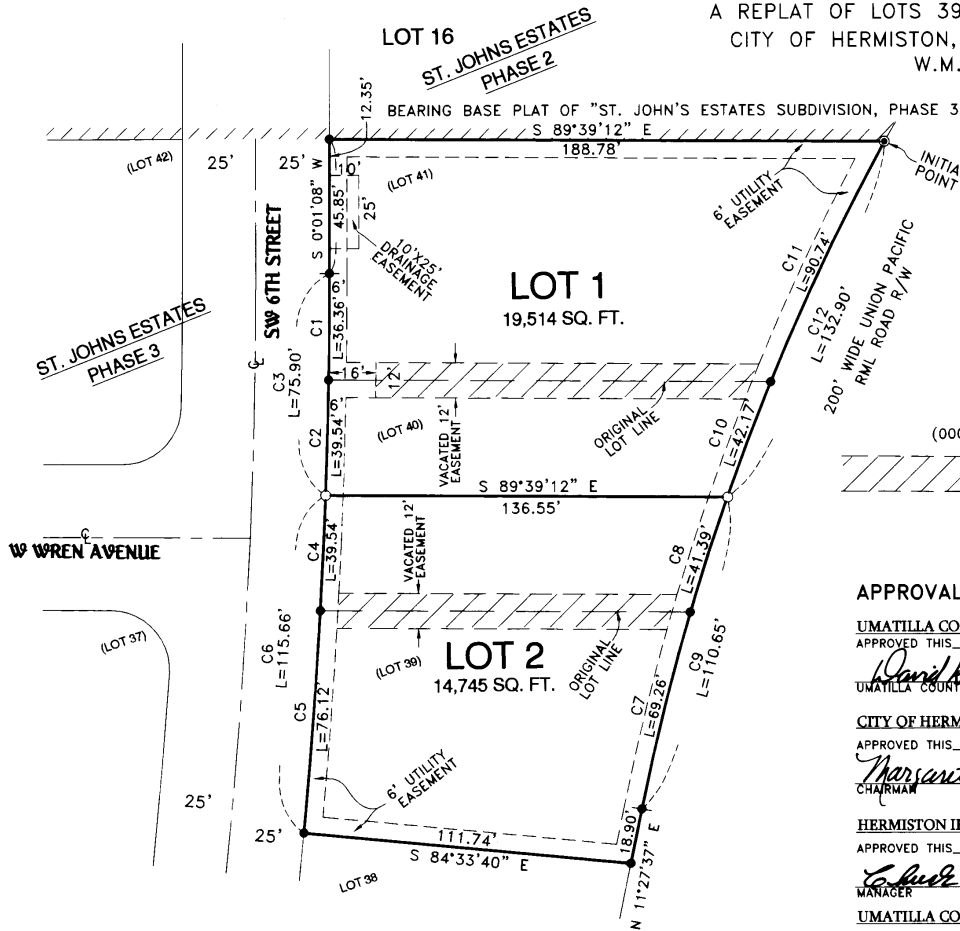 A REPLAT OF LOTS 39
CITY OF HERMISTON,
W.M.
LOT 16
ST. JOHNS ESTATES
PHASE 2
12.35'
BEARING BASE PLAT OF "ST. JOHN'S ESTATES SUBDIVISION, PHASE 3
S 89°39'12" E
188.78'
(LOT 42)
25'
25'
10'
(LOT 41)
S 0°01'08" W
45.85'
25'
10'X25'
DRAINAGE
EASEMENT
6' UTILITY
EASEMENT
INITIA
POINT
SW 6TH STREET
LOT 1
19,514 SQ. FT.
C11
L=90.74'
C12
L=132.90'
200' WIDE UNION PACIFIC
RML ROAD R/W
ST. JOHNS ESTATES
PHASE 3
C1
L=36.36'
6'
C3
L=75.90'
16'
12'
6'
C2
L=39.54'
(LOT 40)
VACATED 12'
EASEMENT
ORIGINAL
LOT LINE
C10
L=42.17'
(000
S 89°39'12" E
136.55'
W WREN AVENUE
C4
L=39.54'
VACATED 12'
EASEMENT
C8
L=41.39'
(LOT 37)
C6
L=115.66'
(LOT 39)
LOT 2
14,745 SQ. FT.
ORIGINAL
LOT LINE
C9
L=110.65'
C5
L=76.12'
C7
L=69.26'
6' UTILITY
EASEMENT
25'
25'
111.74'
S 84°33'40" E
18.90'
N 11°27'37" E
LOT 38
APPROVAL
UMATILLA CO
APPROVED THIS
David
UMATILLA COUNT
CITY OF HERM
APPROVED THIS
Margaret
CHAIRMAN
HERMISTON I
APPROVED THIS
MANAGER
UMATILLA CO